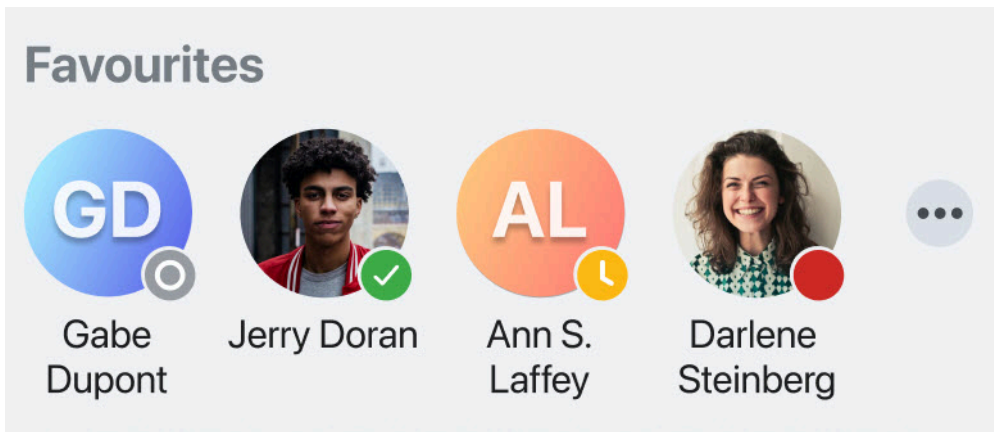 Favourites
GD
AL
Gabe
Dupont
Jerry Doran
Ann S.
Laffey
Darlene
Steinberg